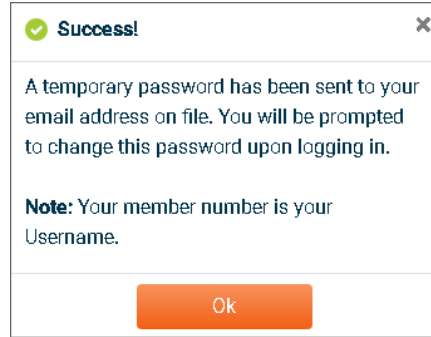 Success!
A temporary password has been sent to your
email address on file. You will be prompted
to change this password upon logging in.
Note: Your member number is your
Username.
Ok